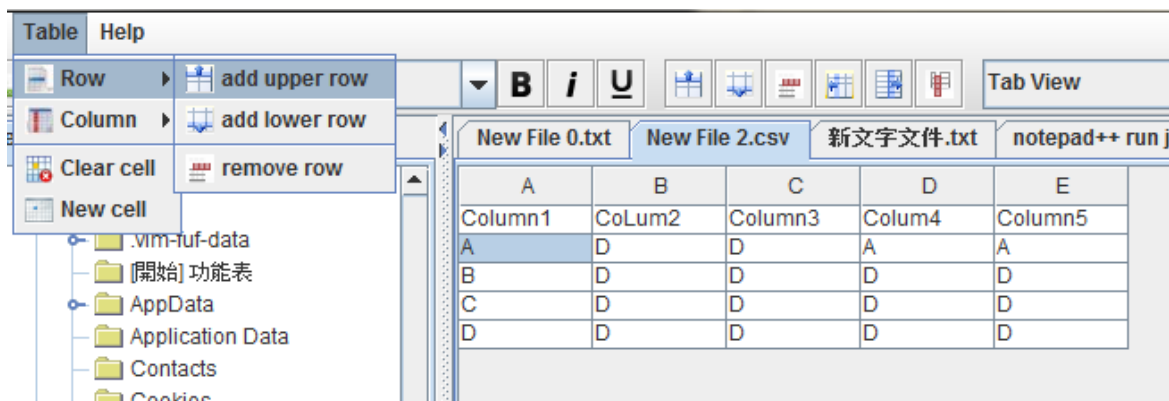 Table Help
Row
add upper row
Column
add lower row
Clear cell
remove row
New cell
B i U
Tab View
New File 0.txt
New File 2.csv
新文字文件.txt
notepad++ run
A B C D E
Column1 CoLum2 Column3 Colum4 Column5
A D D A A
B D D D D
C D D D D
D D D D D
.vim-fuf-data
[開始] 功能表
AppData
Application Data
Contacts
Cookies